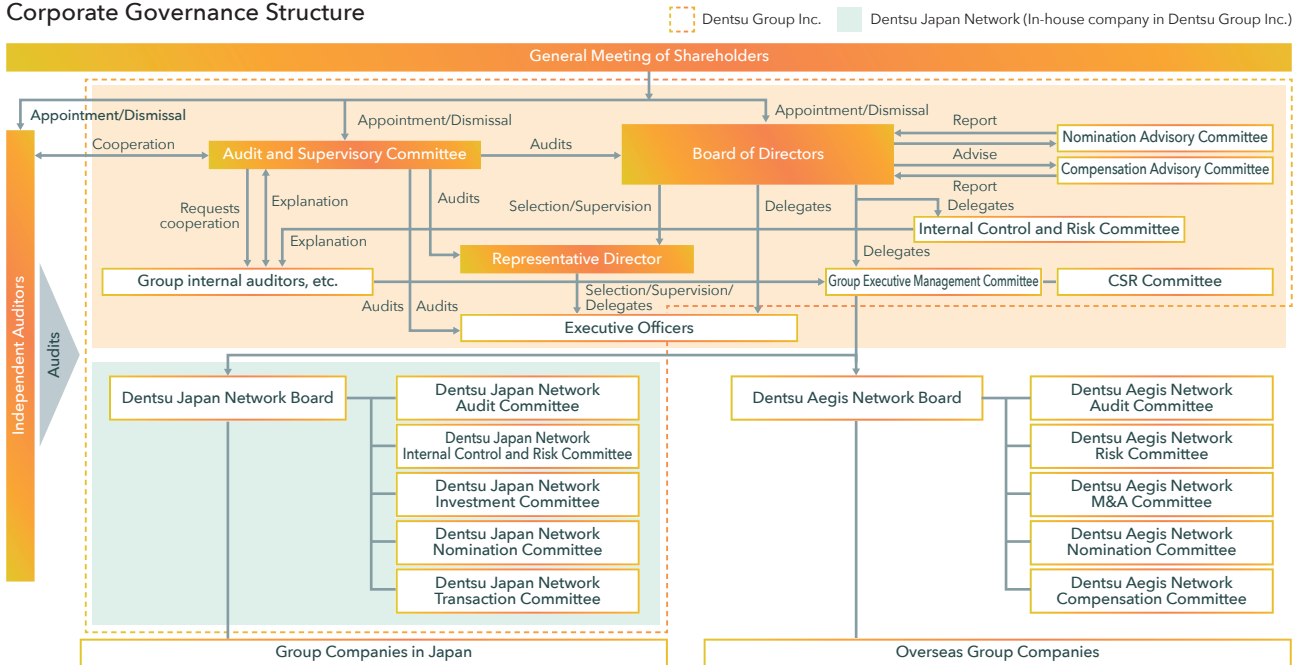 Corporate Governance Structure
Dentsu Group Inc.
Dentsu Japan Network (In-house company in Dentsu Group Inc.)
General Meeting of Shareholders
Appointment/Dismissal
Appointment/Dismissal
Appointment/Dismissal
Independent Auditors
Audits
Cooperation
Audit and Supervisory Committee
Audits
Board of Directors
Report
Advise
Report
Nomination Advisory Committee
Compensation Advisory Committee
Requests
cooperation
Explanation
Audits
Selection/Supervision
Delegates
Delegates
Internal Control and Risk Committee
Explanation
Representative Director
Delegates
Group internal auditors, etc.
Selection/Supervision/
Delegates
Group Executive Management Committee
CSR Committee
Audits
Audits
Executive Officers
Dentsu Japan Network Board
Dentsu Japan Network
Audit Committee
Dentsu Japan Network
Internal Control and Risk Committee
Dentsu Japan Network
Investment Committee
Dentsu Japan Network
Nomination Committee
Dentsu Japan Network
Transaction Committee
Dentsu Aegis Network Board
Dentsu Aegis Network
Audit Committee
Dentsu Aegis Network
Risk Committee
Dentsu Aegis Network
M&A Committee
Dentsu Aegis Network
Nomination Committee
Dentsu Aegis Network
Compensation Committee
Group Companies in Japan
Overseas Group Companies